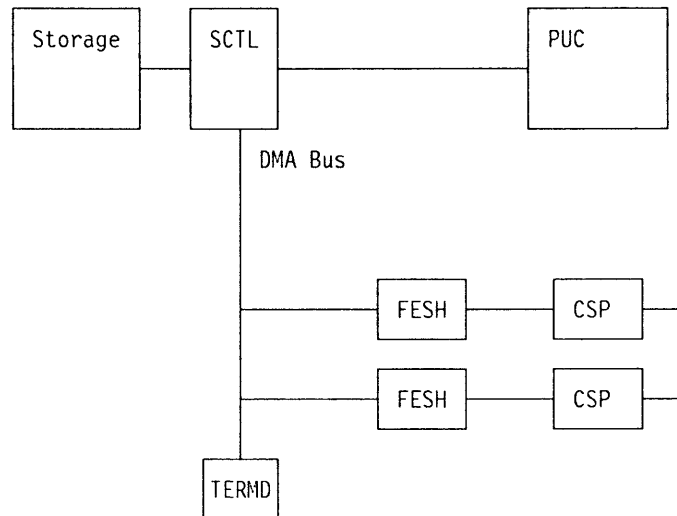 Storage
SCTL
PUC
DMA Bus
FESH
CSP
FESH
CSP
TERMD